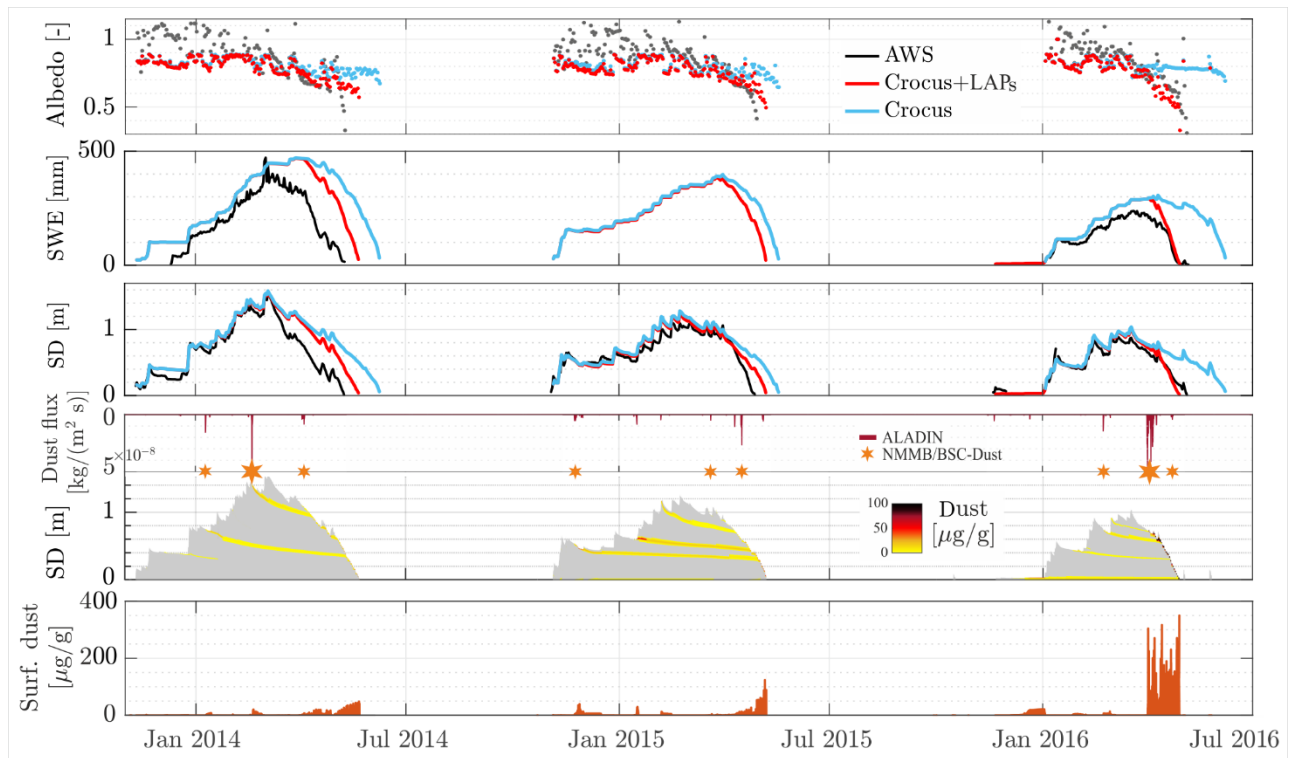 Albedo [-]
1
0.5
AWS
Crocus+LAPs
Crocus
SWE [mm]
500
0
SD [m]
1
0
Dust flux
[kg/(m² s)]
0
5
×10⁻⁸
ALADIN
NMMB/BSC-Dust
SD [m]
1
0
100
50
0
Dust
[μg/g]
Surf. dust
[μg/g]
400
200
0
Jan 2014
Jul 2014
Jan 2015
Jul 2015
Jan 2016
Jul 2016